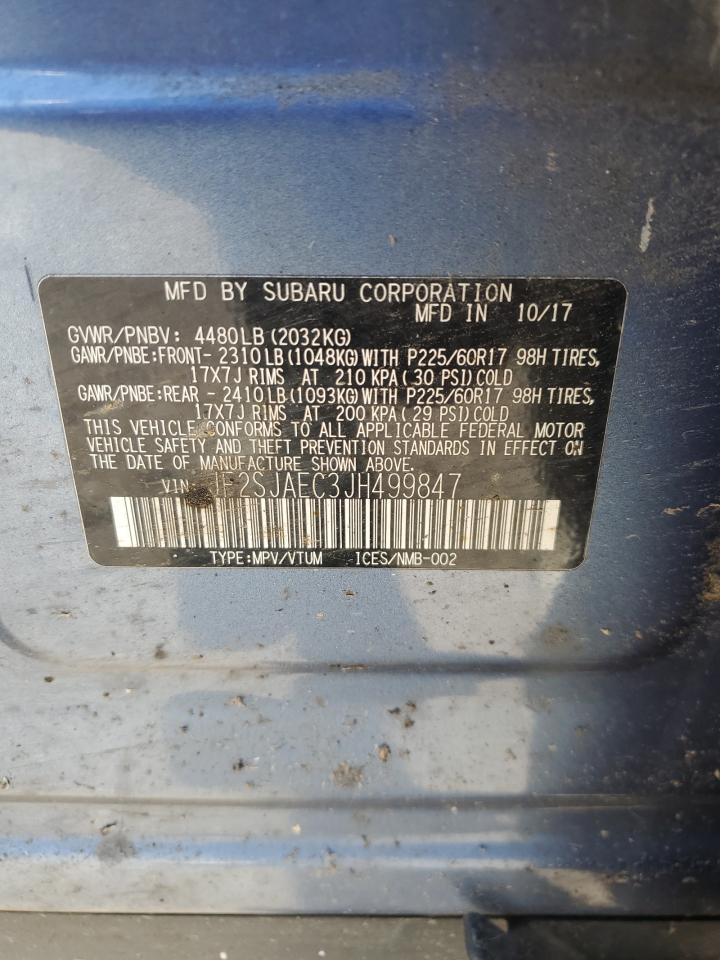 MFD BY SUBARU CORPORATION
MFD IN 10/17
GVWR/PNBV: 4480LB(2032KG)
GAWR/PNBE:FRONT- 2310LB(1048KG)WITH P225/60R17 98H TIRES,
17X7J RIMS AT 210 KPA(30 PSI)COLD
GAWR/PNBE:REAR - 2410LB(1093KG)WITH P225/60R17 98H TIRES,
17X7J RIMS AT 200 KPA(29 PSI)COLD
THIS VEHICLE CONFORMS TO ALL APPLICABLE FEDERAL MOTOR
VEHICLE SAFETY AND THEFT PREVENTION STANDARDS IN EFFECT ON
THE DATE OF MANUFACTURE SHOWN ABOVE.
VIN: JF2SJAEC3JH499847
TYPE:MPV/VTUM ICES/NMB-002